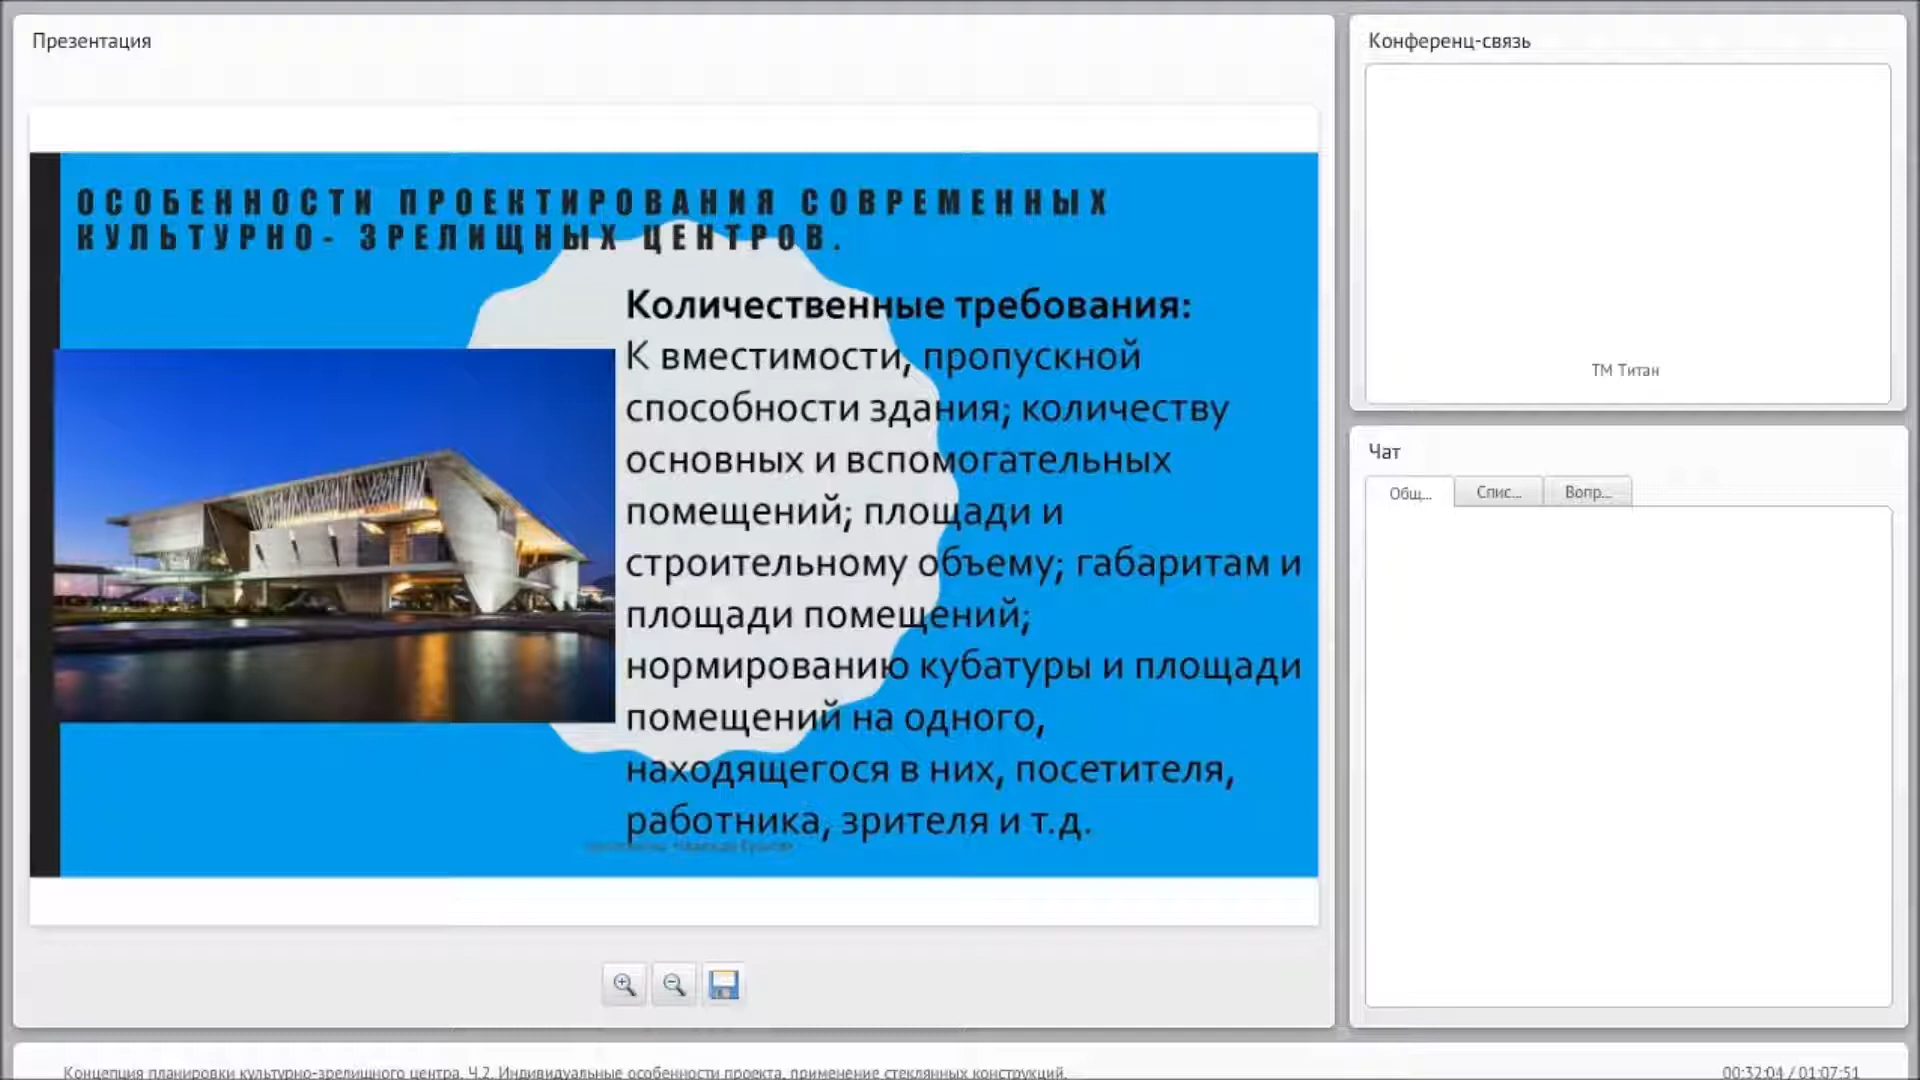 Презентация
ОСОБЕННОСТИ ПРОЕКТИРОВАНИЯ СОВРЕМЕННЫХ
КУЛЬТУРНО- ЗРЕЛИЩНЫХ ЦЕНТРОВ.
Количественные требования:
К вместимости, пропускной
способности здания; количеству
основных и вспомогательных
помещений; площади и
строительному объему; габаритам и
площади помещений;
нормированию кубатуры и площади
помещений на одного,
находящегося в них, посетителя,
работника, зрителя и т.д.
Конференц-связь
ТМ Титан
Чат
Общ... Спис... Вопр...
Концепция планировки культурно-зрелищного центра. Ч.2. Индивидуальные особенности проекта, применение стеклянных конструкций.
00:32:04 / 01:07:51